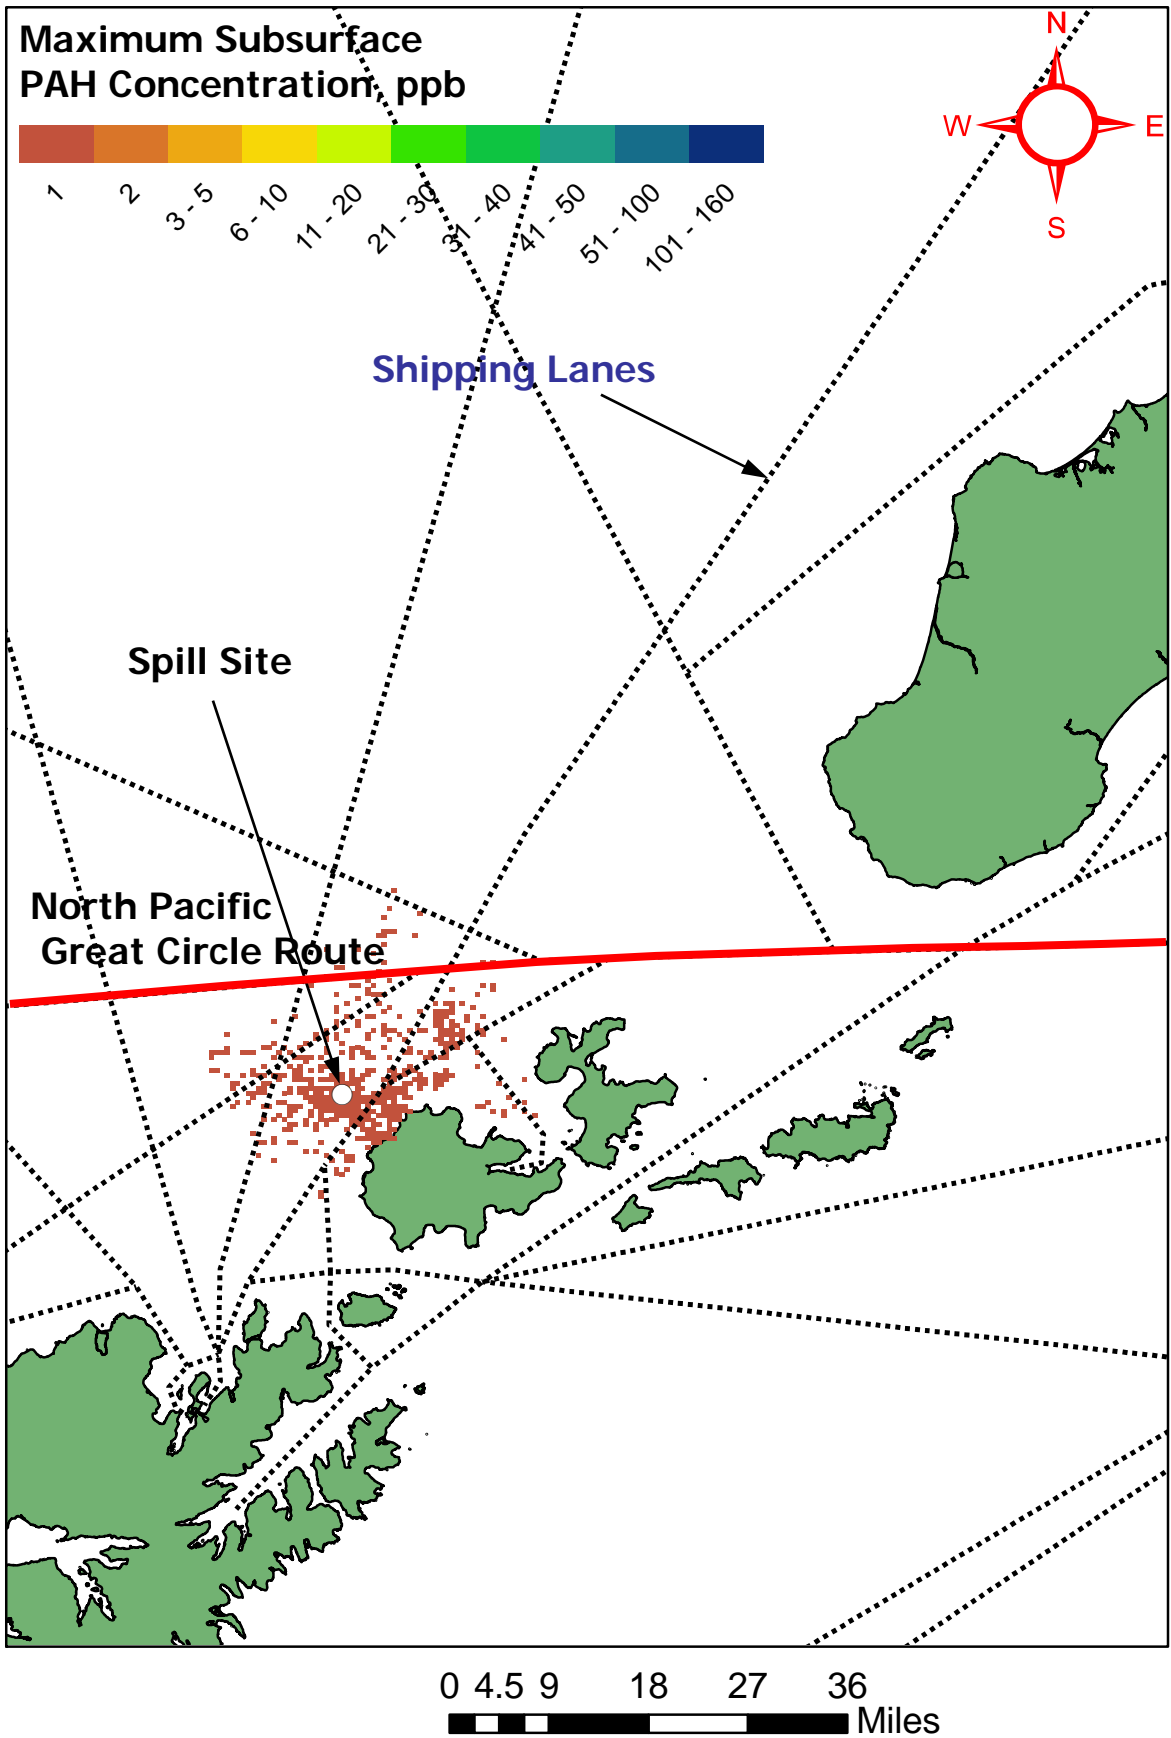 Maximum Subsurface
PAH Concentration, ppb
1
2
3 - 5
6 - 10
11 - 20
21 - 30
31 - 40
41 - 50
51 - 100
101 - 160
N
W
E
S
Shipping Lanes
Spill Site
North Pacific
Great Circle Route
0 4.5 9 18 27 36
Miles